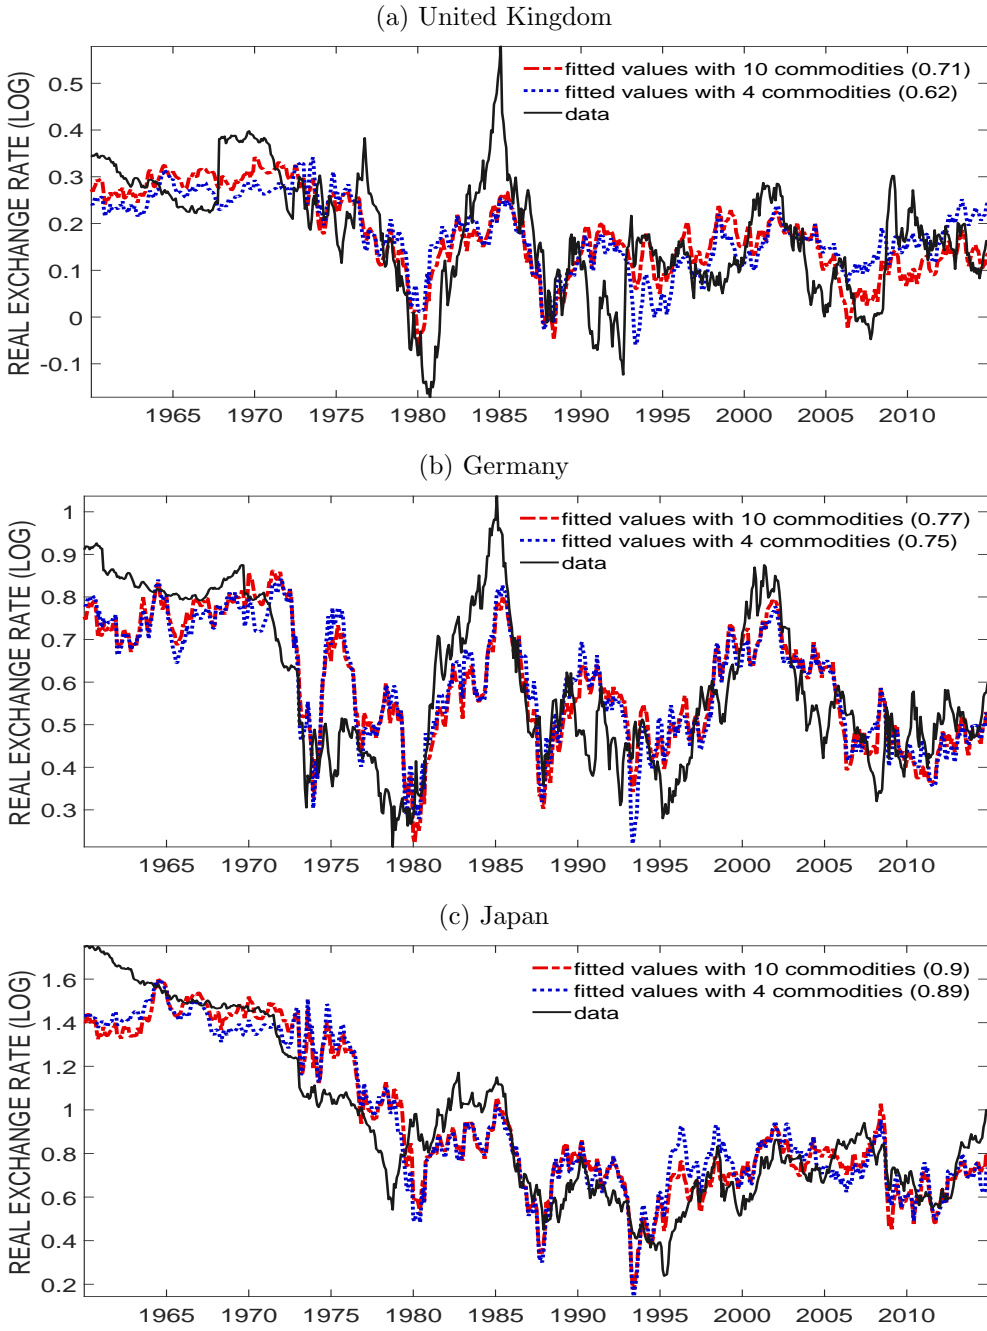 (a) United Kingdom
REAL EXCHANGE RATE (LOG)
0.5
0.4
0.3
0.2
0.1
0
-0.1
fitted values with 10 commodities (0.71)
fitted values with 4 commodities (0.62)
data
1965 1970 1975 1980 1985 1990 1995 2000 2005 2010
(b) Germany
REAL EXCHANGE RATE (LOG)
1
0.9
0.8
0.7
0.6
0.5
0.4
0.3
fitted values with 10 commodities (0.77)
fitted values with 4 commodities (0.75)
data
1965 1970 1975 1980 1985 1990 1995 2000 2005 2010
(c) Japan
REAL EXCHANGE RATE (LOG)
1.6
1.4
1.2
1
0.8
0.6
0.4
0.2
fitted values with 10 commodities (0.9)
fitted values with 4 commodities (0.89)
data
1965 1970 1975 1980 1985 1990 1995 2000 2005 2010